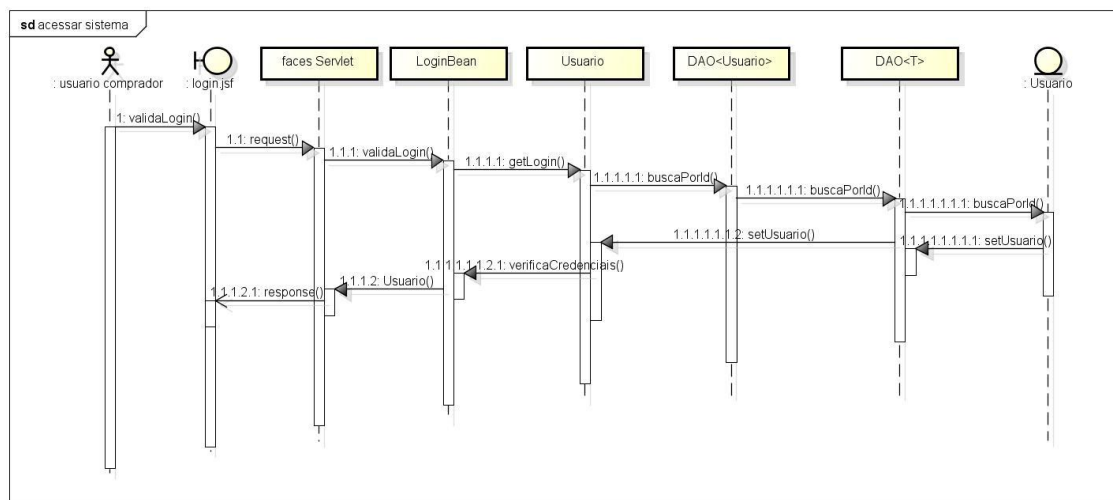 sd acessar sistema
: usuario comprador
: login.jsf
faces Servlet
LoginBean
Usuario
DAO<Usuario>
DAO<T>
: Usuario
1: validaLogin()
1.1: request()
1.1.1: validaLogin()
1.1.1.1: getLogin()
1.1.1.1.1: buscaPorId()
1.1.1.1.1.1: buscaPorId()
1.1.1.1.1.1.1: buscaPorId()
1.1.1.1.1.1.1.1: setUsuario()
1.1.1.1.1.1.2: setUsuario()
1.1.1.1.1.1.2.1: verificaCredenciais()
1.1.1.2: Usuario()
1.1.1.2.1: response()